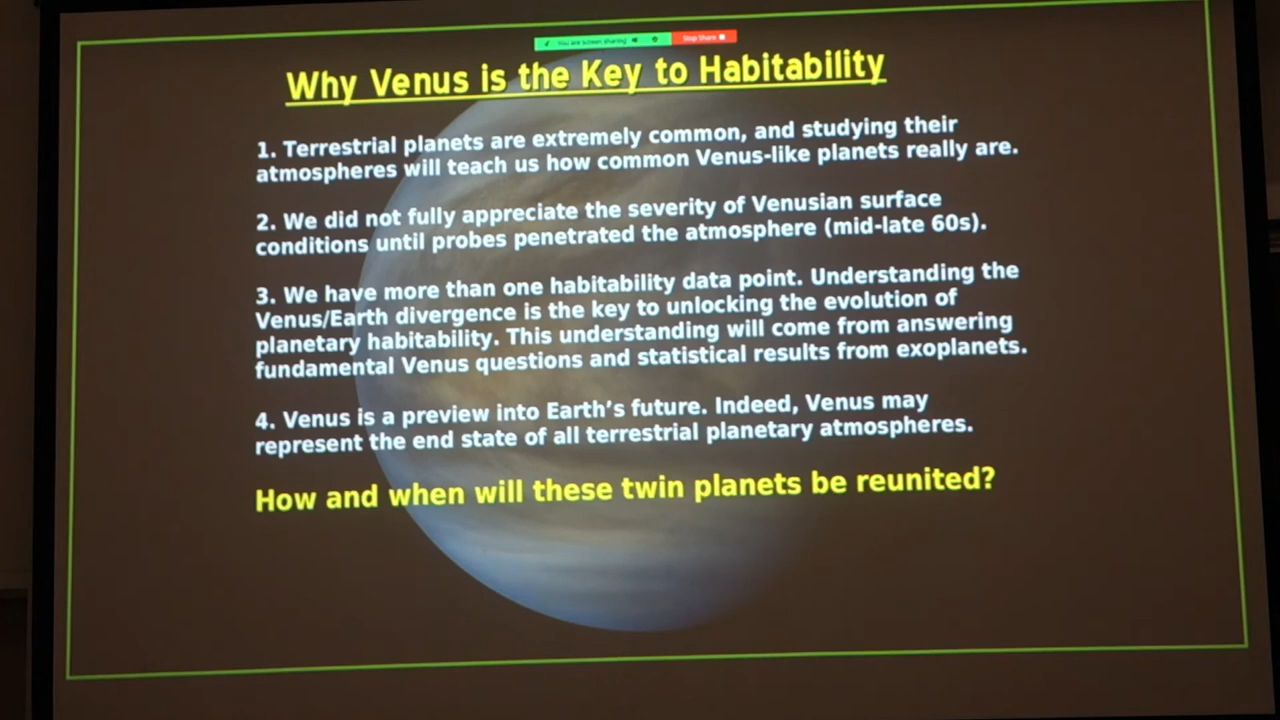 You are screen sharing
Stop Share
Why Venus is the Key to Habitability
1. Terrestrial planets are extremely common, and studying their
atmospheres will teach us how common Venus-like planets really are.
2. We did not fully appreciate the severity of Venusian surface
conditions until probes penetrated the atmosphere (mid-late 60s).
3. We have more than one habitability data point. Understanding the
Venus/Earth divergence is the key to unlocking the evolution of
planetary habitability. This understanding will come from answering
fundamental Venus questions and statistical results from exoplanets.
4. Venus is a preview into Earth's future. Indeed, Venus may
represent the end state of all terrestrial planetary atmospheres.
How and when will these twin planets be reunited?